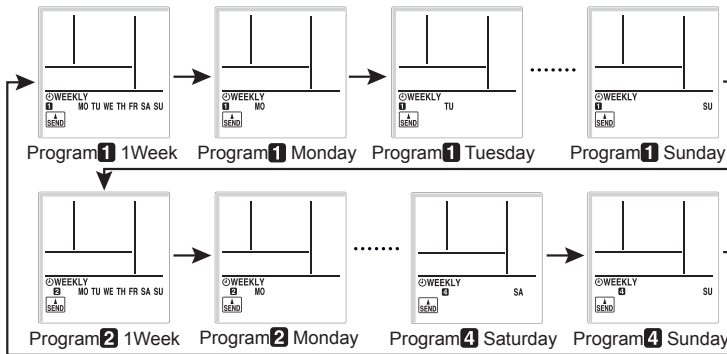 WEEKLY
1 MO TU WE TH FR SA SU
SEND
Program 1 1Week
WEEKLY
1 MO
SEND
Program 1 Monday
WEEKLY
1 TU
SEND
Program 1 Tuesday
........
WEEKLY
1 SU
SEND
Program 1 Sunday
WEEKLY
2 MO TU WE TH FR SA SU
SEND
Program 2 1Week
WEEKLY
2 MO
SEND
Program 2 Monday
........
WEEKLY
4 SA
SEND
Program 4 Saturday
WEEKLY
4 SU
SEND
Program 4 Sunday